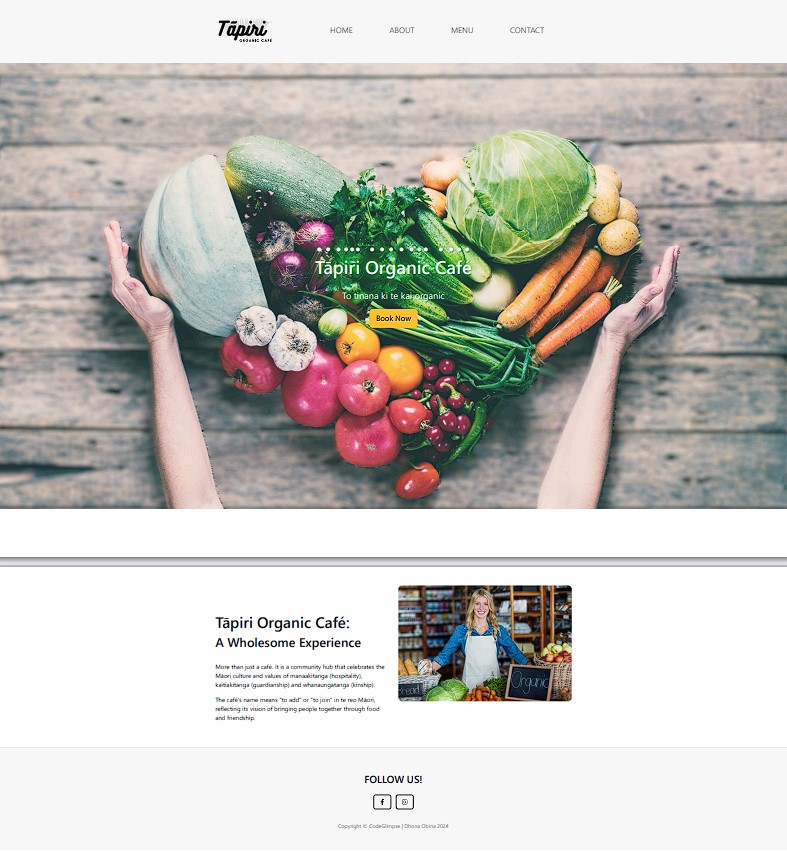 Tāpiri
ORGANIC CAFÉ
HOME ABOUT MENU CONTACT
Tāpiri Organic Café
To tinana ki te kai organic
Book Now
Tāpiri Organic Café:
A Wholesome Experience
More than just a café. It is a community hub that celebrates the
Māori culture and values of manaakitanga (hospitality),
kaitiakitanga (guardianship) and whanaungatanga (kinship).
The café's name means "to add" or "to join" in te reo Māori,
reflecting its vision of bringing people together through food
and friendship.
Bread
Organic
FOLLOW US!
Copyright © CodeGlimpse | Dhona Obina 2024